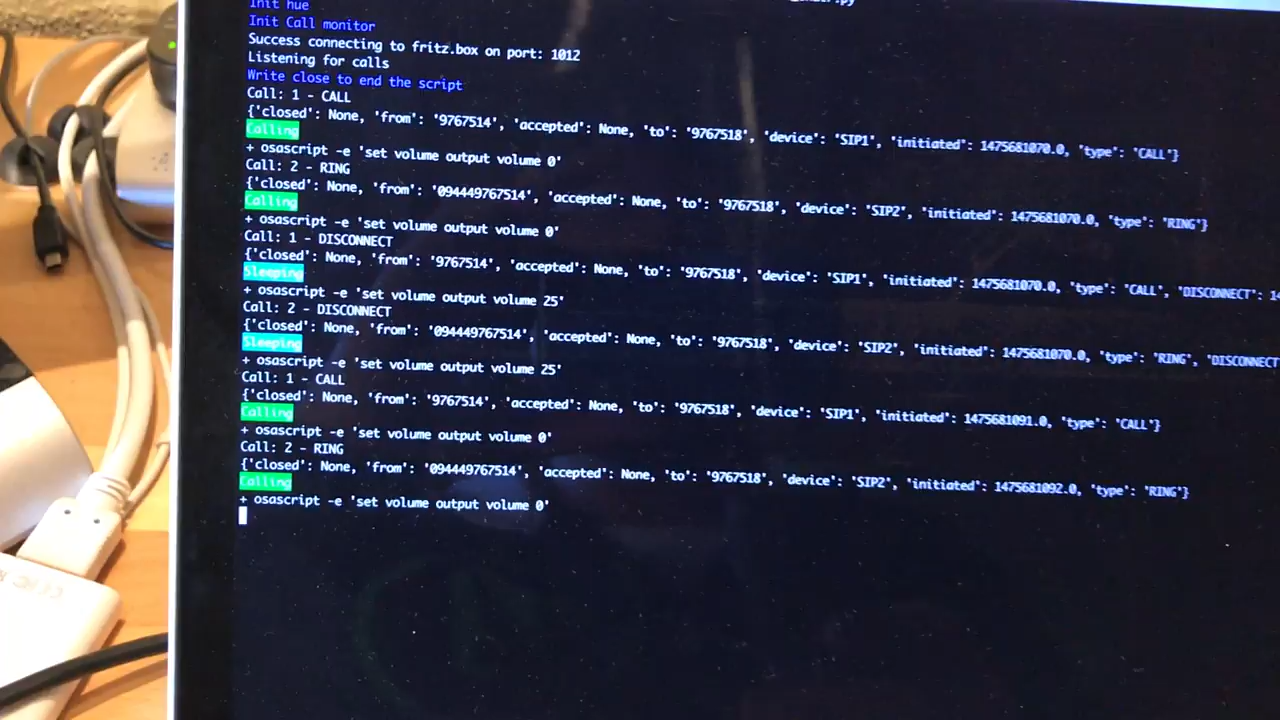 .py
Init hue
Init Call monitor
Success connecting to fritz.box on port: 1012
Listening for calls
Write close to end the script
Call: 1 - CALL
{'closed': None, 'from': '9767514', 'accepted': None, 'to': '9767518', 'device': 'SIP1', 'initiated': 1475681070.0, 'type': 'CALL'}
Calling
+ osascript -e 'set volume output volume 0'
Call: 2 - RING
{'closed': None, 'from': '094449767514', 'accepted': None, 'to': '9767518', 'device': 'SIP2', 'initiated': 1475681070.0, 'type': 'RING'}
Calling
+ osascript -e 'set volume output volume 0'
Call: 1 - DISCONNECT
{'closed': None, 'from': '9767514', 'accepted': None, 'to': '9767518', 'device': 'SIP1', 'initiated': 1475681070.0, 'type': 'CALL', 'DISCONNECT': 1
Sleeping
+ osascript -e 'set volume output volume 25'
Call: 2 - DISCONNECT
{'closed': None, 'from': '094449767514', 'accepted': None, 'to': '9767518', 'device': 'SIP2', 'initiated': 1475681070.0, 'type': 'RING', 'DISCONNECT
Sleeping
+ osascript -e 'set volume output volume 25'
Call: 1 - CALL
{'closed': None, 'from': '9767514', 'accepted': None, 'to': '9767518', 'device': 'SIP1', 'initiated': 1475681091.0, 'type': 'CALL'}
Calling
+ osascript -e 'set volume output volume 0'
Call: 2 - RING
{'closed': None, 'from': '094449767514', 'accepted': None, 'to': '9767518', 'device': 'SIP2', 'initiated': 1475681092.0, 'type': 'RING'}
Calling
+ osascript -e 'set volume output volume 0'